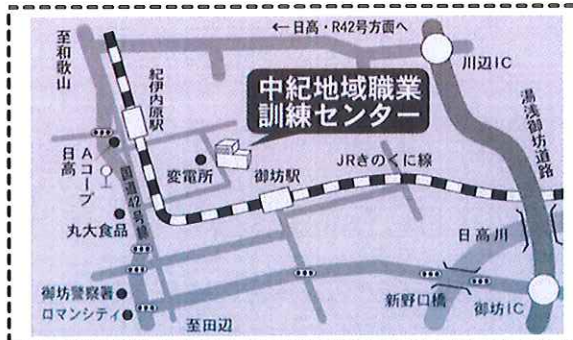 ←日高・R42号方面へ
至和歌山
紀伊内原駅
川辺IC
中紀地域職業
訓練センター
湯浅御坊道路
Aコープ
日高
国道42号線
変電所
御坊駅
JRきのくに線
丸大食品
日高川
御坊警察署
ロマンシティ
至田辺
新野口橋
御坊IC